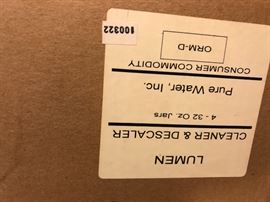 LUMEN
CLEANER & DESCALER
4 - 32 Oz. Jars
Pure Water, Inc.
CONSUMER COMMODITY
ORM-D
100322